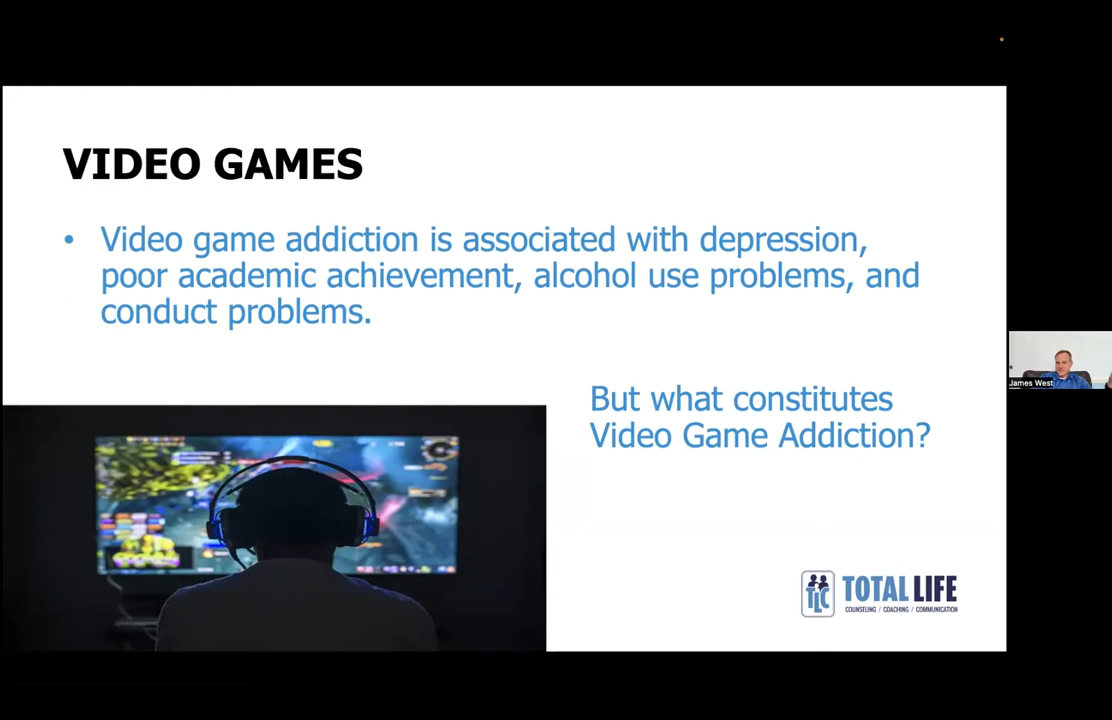 VIDEO GAMES
• Video game addiction is associated with depression,
poor academic achievement, alcohol use problems, and
conduct problems.
But what constitutes
Video Game Addiction?
TLC
TOTAL LIFE
COUNSELING / COACHING / COMMUNICATION
James West